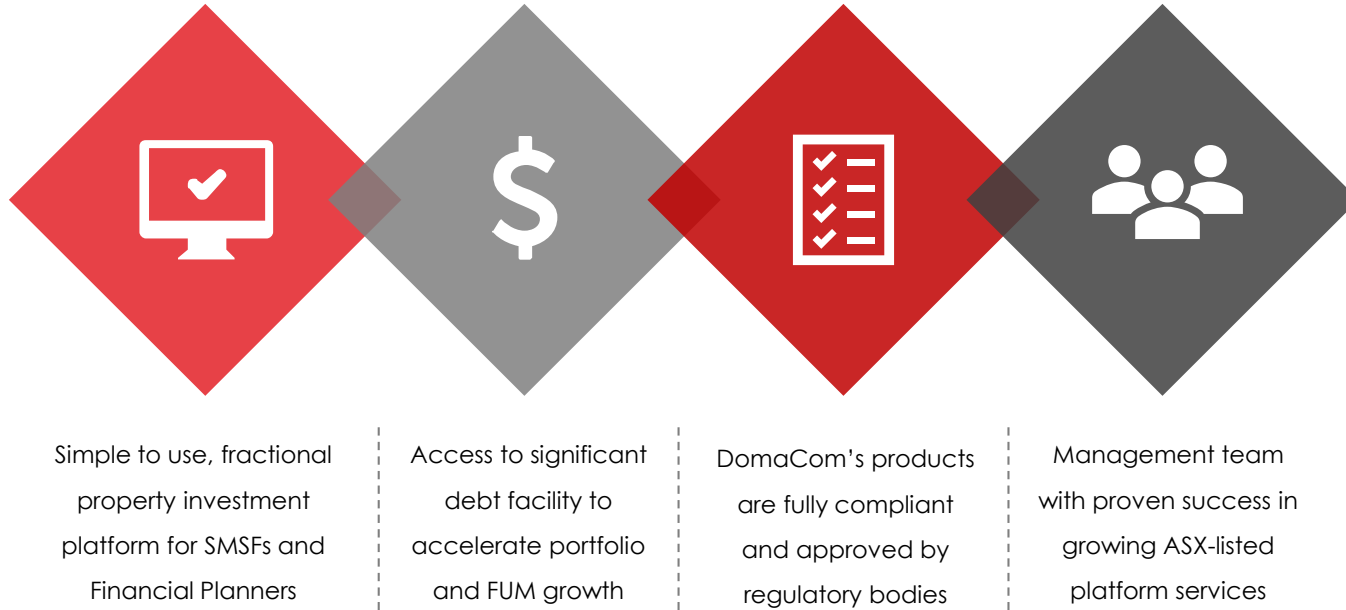 Simple to use, fractional
property investment
platform for SMSFs and
Financial Planners
Access to significant
debt facility to
accelerate portfolio
and FUM growth
DomaCom’s products
are fully compliant
and approved by
regulatory bodies
Management team
with proven success in
growing ASX-listed
platform services